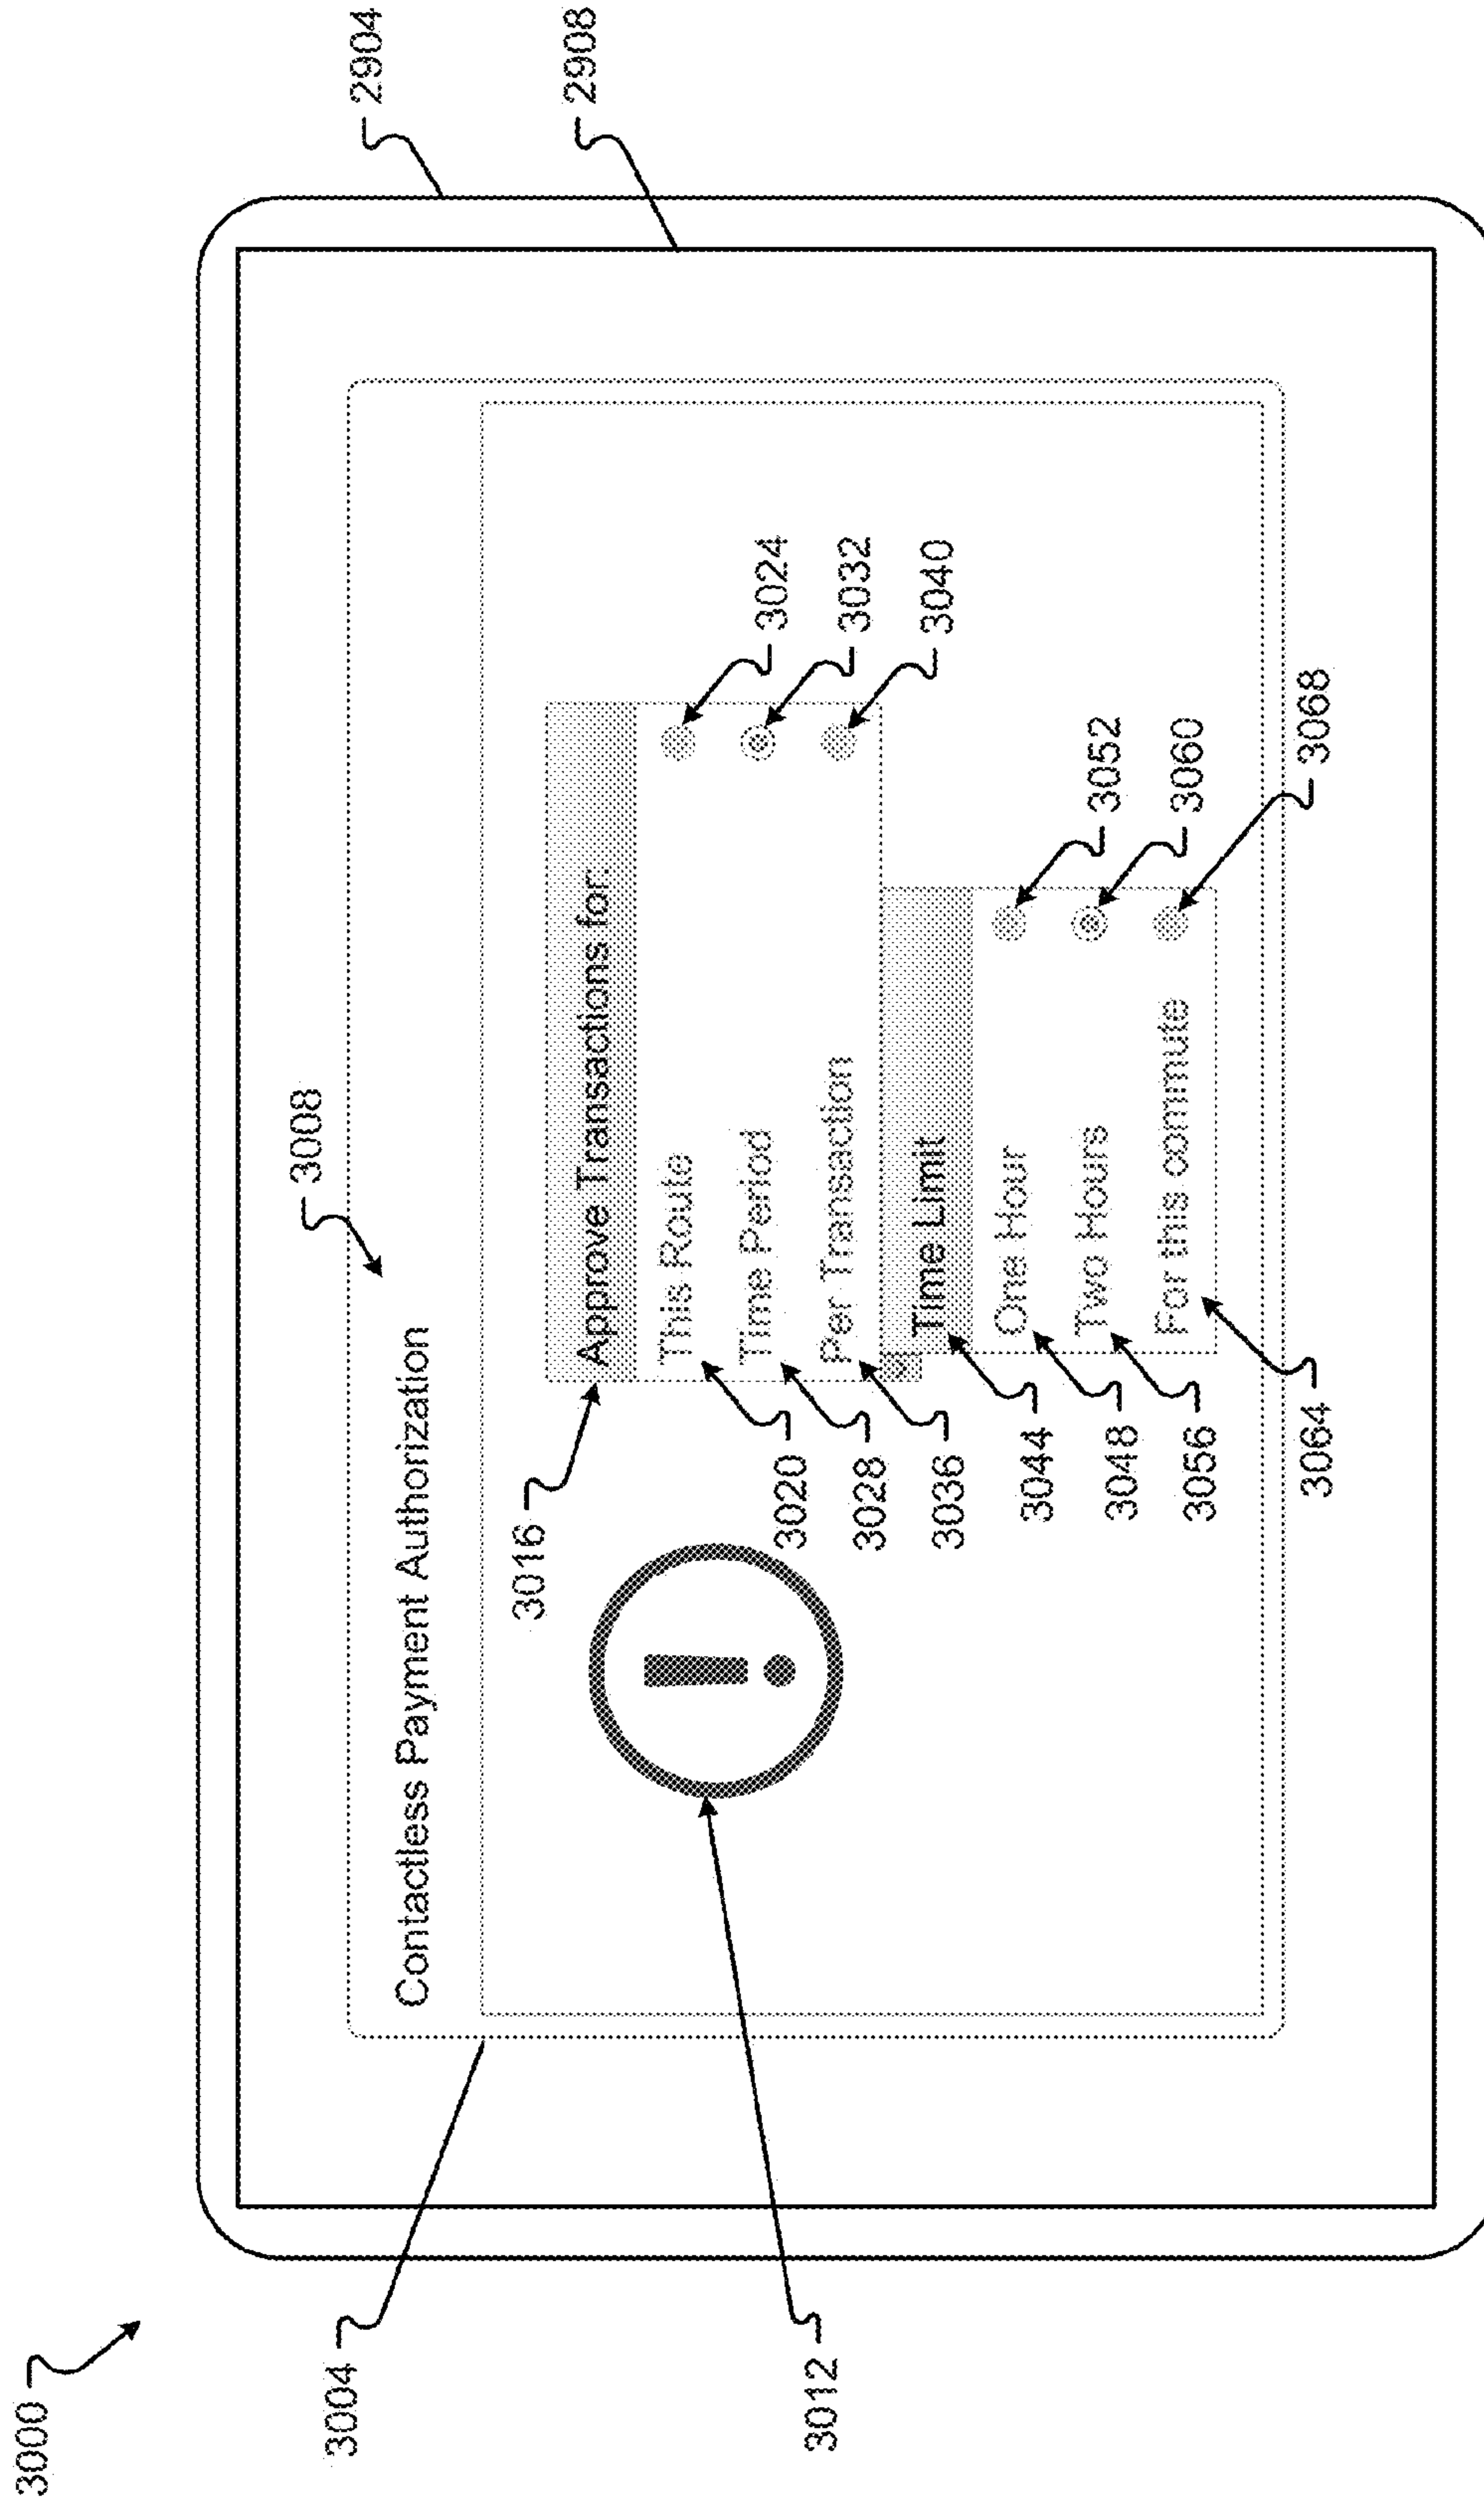 3000
2904
2908
3004
3008
Contactless Payment Authorization
3012
3016
Approve Transactions for:
This Route
3020
3024
Time Period
3028
3032
Per Transaction
3036
3040
Time Limit
3044
One Hour
3048
3052
Two Hours
3056
3060
For this commute
3064
3068